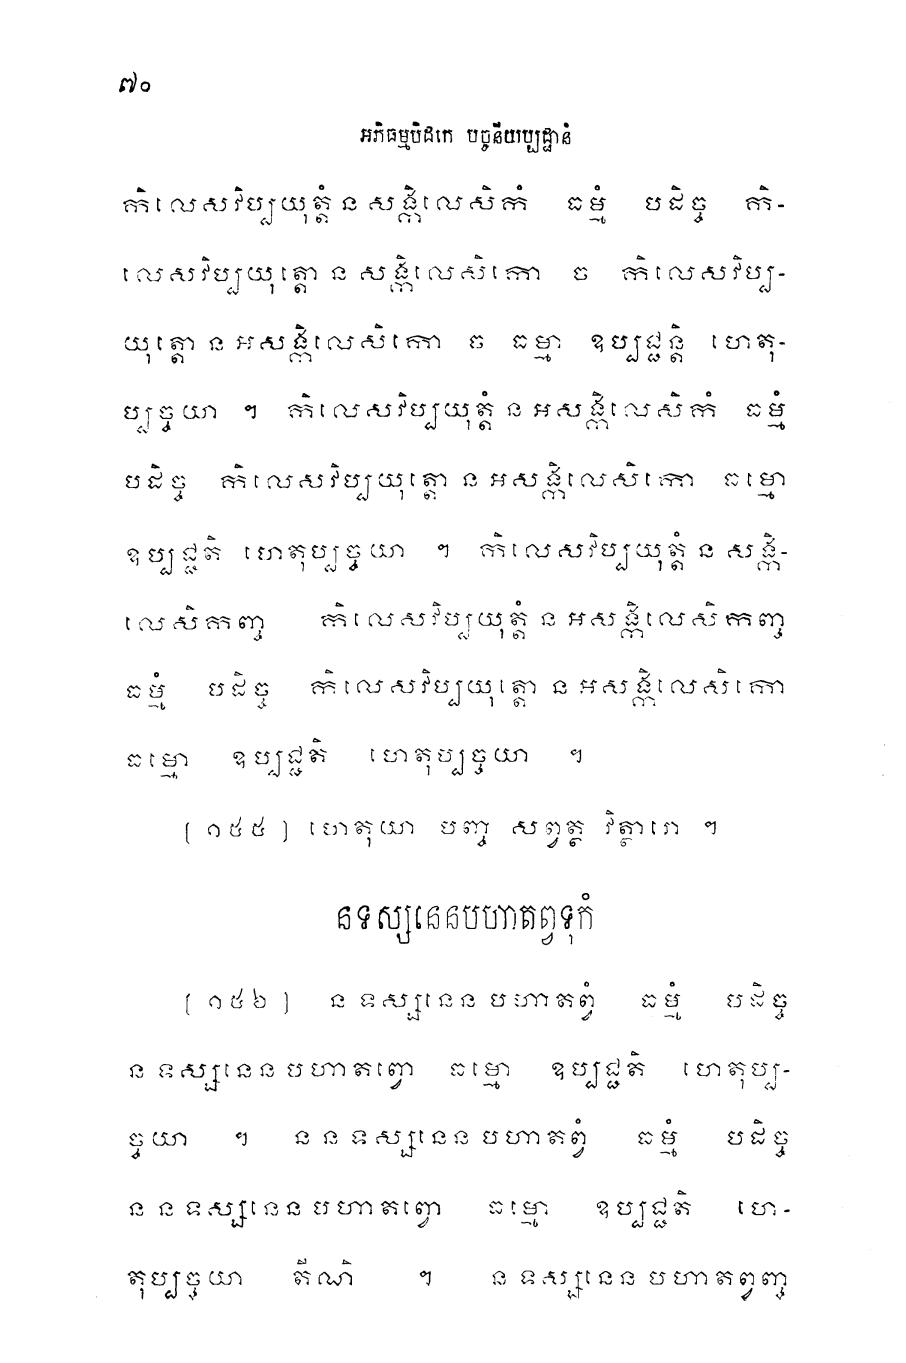 ៧០
អភិធម្មបិដកេ បច្ចនីយប្បដ្ឋានំ
កិលេសវិប្បយុត្តំ ន សង្កិលេសិកំ ធម្មំ បដិច្ច កិ-
លេសវិប្បយុត្តោ ន សង្កិលេសិកោ ច កិលេសវិប្ប-
យុត្តោ ន អសង្កិលេសិកោ ច ធម្មា ឧប្បជ្ជន្តិ ហេតុ-
ប្បច្ចយា ។ កិលេសវិប្បយុត្តំ ន អសង្កិលេសិកំ ធម្មំ
បដិច្ច កិលេសវិប្បយុត្តោ ន អសង្កិលេសិកោ ធម្មោ
ឧប្បជ្ជតិ ហេតុប្បច្ចយា ។ កិលេសវិប្បយុត្តំ ន សង្កិ-
លេសិកញ្ច កិលេសវិប្បយុត្តំ ន អសង្កិលេសិកញ្ច
ធម្មំ បដិច្ច កិលេសវិប្បយុត្តោ ន អសង្កិលេសិកោ
ធម្មោ ឧប្បជ្ជតិ ហេតុប្បច្ចយា ។
[ ១៥៥ ] ហេតុយា បញ្ច សព្វត្ថ វិត្ថារោ ។
នទស្សនេនបហាតព្វទុកំ
[ ១៥៦ ] ន ទស្សនេន បហាតព្វំ ធម្មំ បដិច្ច
ន ទស្សនេន បហាតព្វោ ធម្មោ ឧប្បជ្ជតិ ហេតុប្ប-
ច្ចយា ។ ន ន ទស្សនេន បហាតព្វំ ធម្មំ បដិច្ច
ន ន ទស្សនេន បហាតព្វោ ធម្មោ ឧប្បជ្ជតិ ហេ-
តុប្បច្ចយា តីណិ ។ ន ទស្សនេន បហាតព្វញ្ច